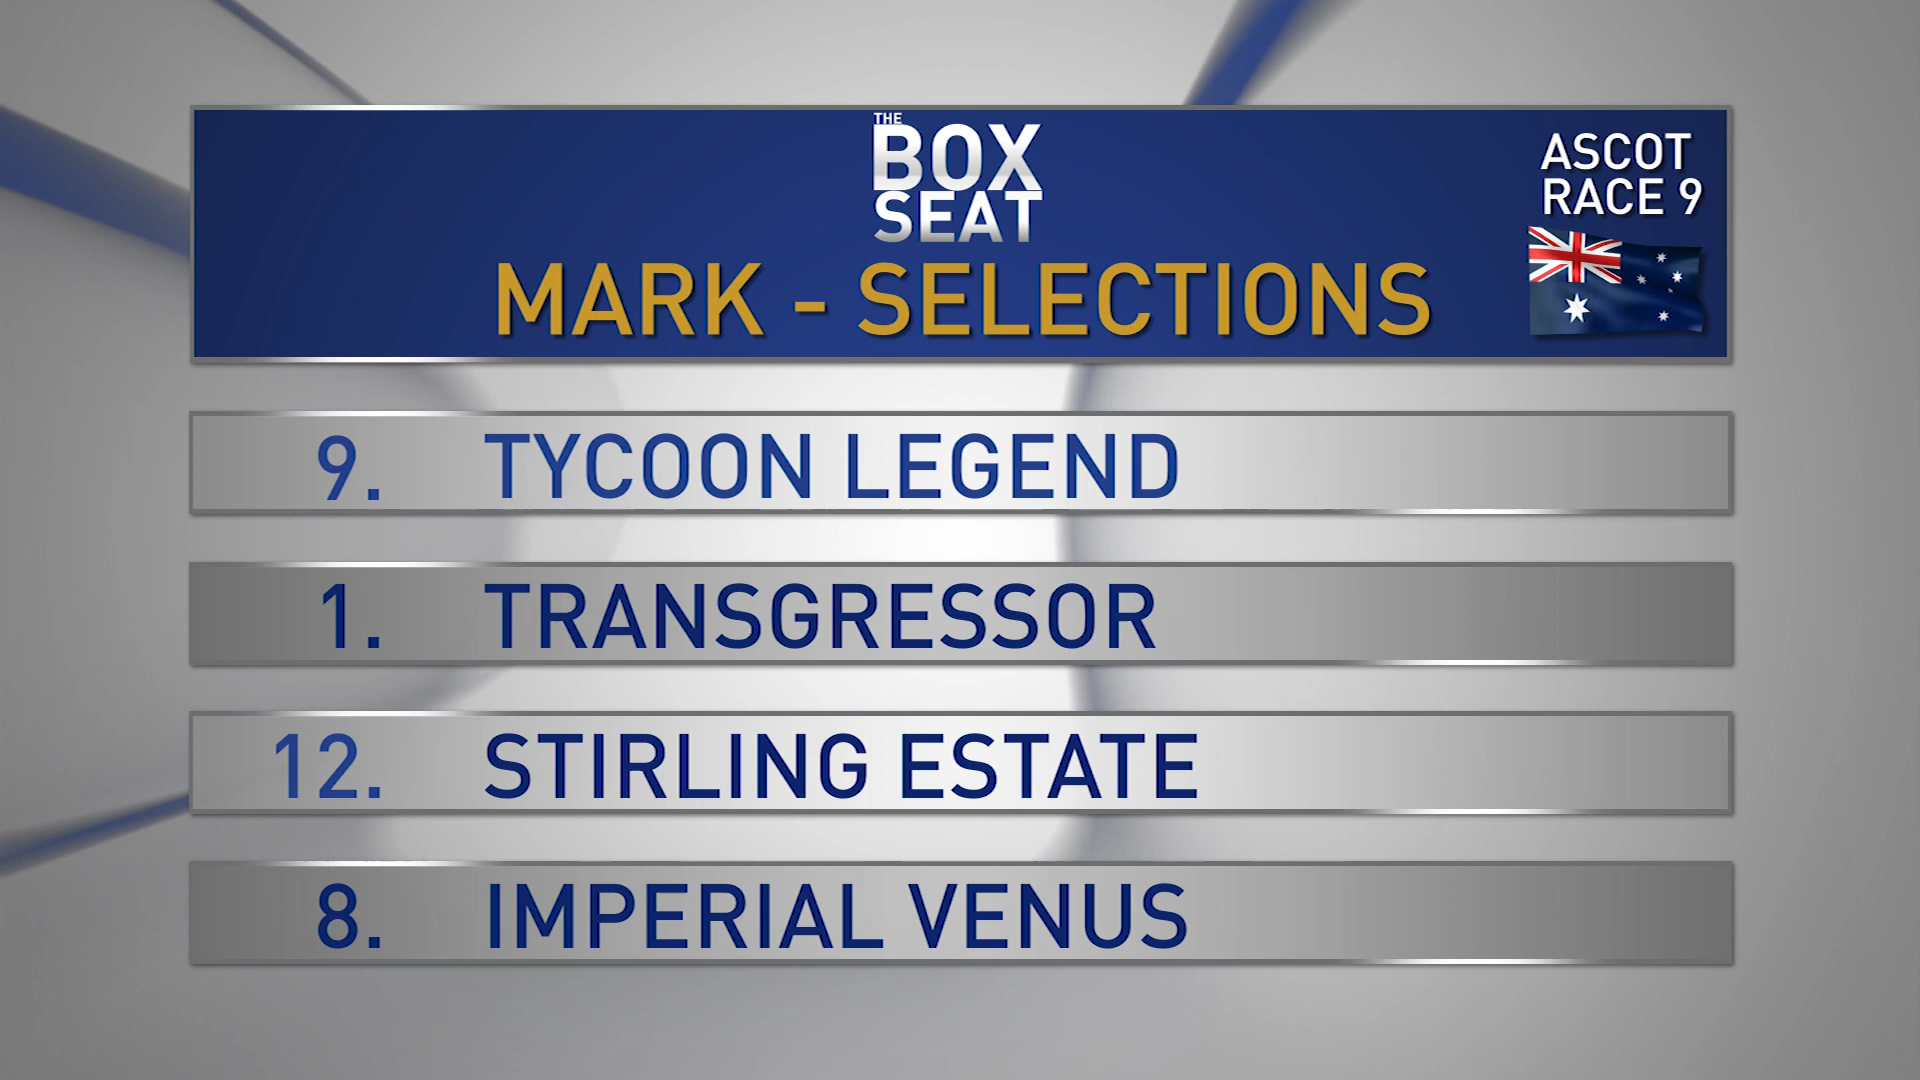 THE
BOX
SEAT
MARK - SELECTIONS
ASCOT
RACE 9
9. TYCOON LEGEND
1. TRANSGRESSOR
12. STIRLING ESTATE
8. IMPERIAL VENUS